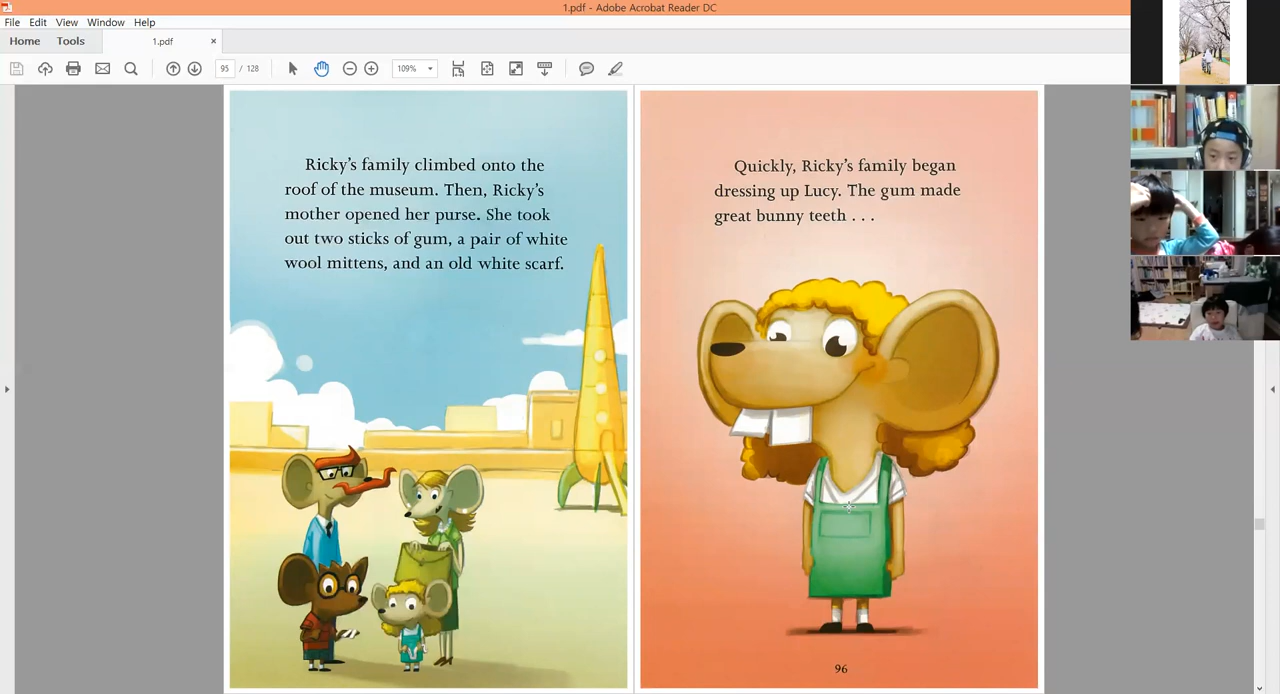 1.pdf - Adobe Acrobat Reader DC
File Edit View Window Help
Home Tools 1.pdf ×
95 / 128 109%
Ricky's family climbed onto the
roof of the museum. Then, Ricky's
mother opened her purse. She took
out two sticks of gum, a pair of white
wool mittens, and an old white scarf.
Quickly, Ricky's family began
dressing up Lucy. The gum made
great bunny teeth . . .
96